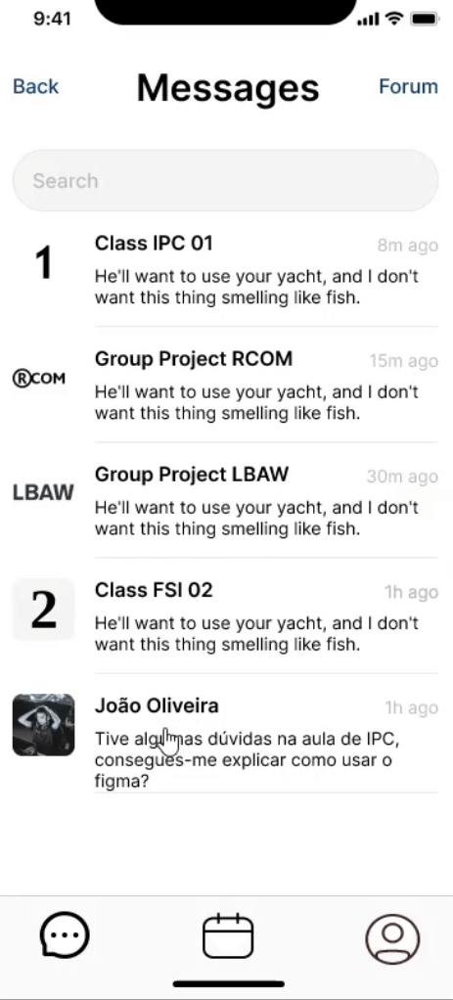 9:41
Back
Messages
Forum
Search
1
Class IPC 01
8m ago
He'll want to use your yacht, and I don't
want this thing smelling like fish.
®COM
Group Project RCOM
15m ago
He'll want to use your yacht, and I don't
want this thing smelling like fish.
LBAW
Group Project LBAW
30m ago
He'll want to use your yacht, and I don't
want this thing smelling like fish.
2
Class FSI 02
1h ago
He'll want to use your yacht, and I don't
want this thing smelling like fish.
João Oliveira
1h ago
Tive algumas dúvidas na aula de IPC,
consegues-me explicar como usar o
figma?